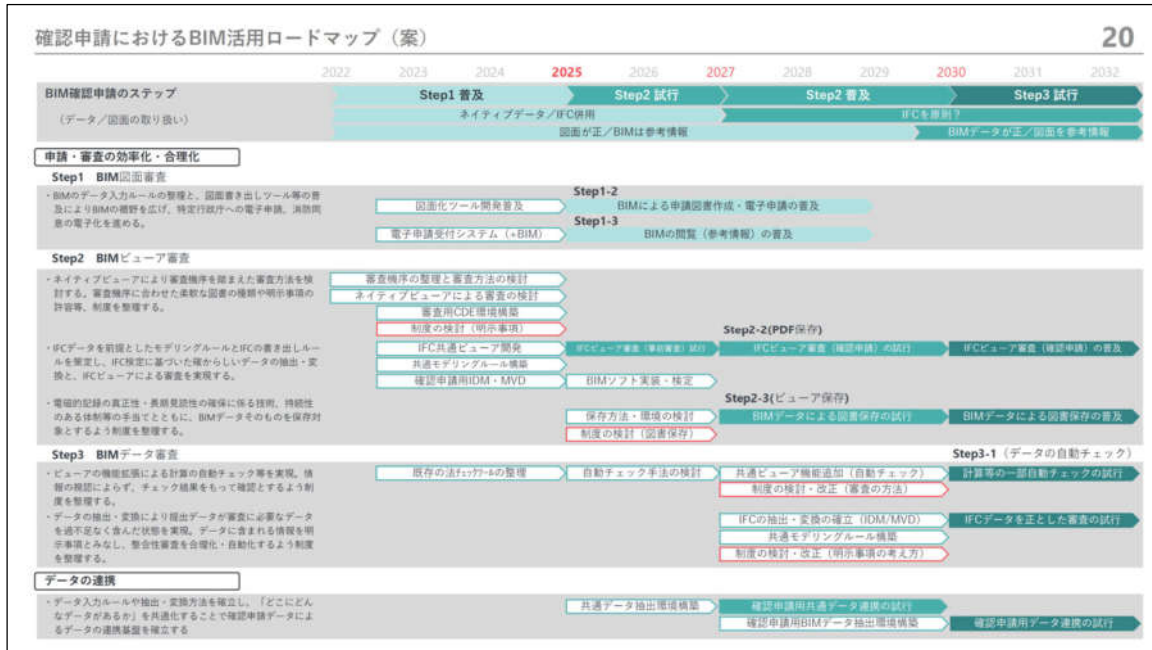 確認申請におけるBIM活用ロードマップ（案）
20
2022 2023 2024 2025 2026 2027 2028 2029 2030 2031 2032
BIM確認申請のステップ
Step1 普及
Step2 試行
Step2 普及
Step3 試行
（データ／図面の取り扱い）
ネイティブデータ／IFC併用
IFCを原則？
図面が正／BIMは参考情報
BIMデータが正／図面を参考情報
申請・審査の効率化・合理化
Step1 BIM図面審査
・BIMのデータ入力ルールの整理と、図面書き出しツール等の普
及によりBIMの裾野を広げ、特定行政庁への電子申請、消防同
意の電子化を進める。
Step1-2
図面化ツール開発普及
BIMによる申請図書作成・電子申請の普及
Step1-3
電子申請受付システム（+BIM）
BIMの閲覧（参考情報）の普及
Step2 BIMビューア審査
・ネイティブビューアにより審査機序を踏まえた審査方法を検
討する。審査機序に合わせた柔軟な図書の種類や明示事項の
許容等、制度を整理する。
審査機序の整理と審査方法の検討
ネイティブビューアによる審査の検討
審査用CDE環境構築
制度の検討（明示事項）
Step2-2(PDF保存)
・IFCデータを前提としたモデリングルールとIFCの書き出しルー
ルを策定し、IFC検定に基づいた確からしいデータの抽出・変
換と、IFCビューアによる審査を実現する。
IFC共通ビューア開発
IFCビューア審査（事前審査）試行
IFCビューア審査（確認申請）の試行
IFCビューア審査（確認申請）の普及
共通モデリングルール構築
確認申請用IDM・MVD
BIMソフト実装・検定
Step2-3(ビューア保存)
・電磁的記録の真正性・長期見読性の確保に係る技術、持続性
のある体制等の手当てとともに、BIMデータそのものを保存対
象とするよう制度を整理する。
保存方法・環境の検討
BIMデータによる図書保存の試行
BIMデータによる図書保存の普及
制度の検討（図書保存）
Step3 BIMデータ審査
Step3-1（データの自動チェック）
・ビューアの機能拡張による計算の自動チェック等を実現。情
報の視認によらず、チェック結果をもって確認とするよう制
度を整理する。
既存の法ﾁｪｯｸﾂｰﾙの整理
自動チェック手法の検討
共通ビューア機能追加（自動チェック）
計算等の一部自動チェックの試行
制度の検討・改正（審査の方法）
・データの抽出・変換により提出データが審査に必要なデータ
を過不足なく含んだ状態を実現。データに含まれる情報を明
示事項とみなし、整合性審査を合理化・自動化するよう制度
を整理する。
IFCの抽出・変換の確立（IDM/MVD）
IFCデータを正とした審査の試行
共通モデリングルール構築
制度の検討・改正（明示事項の考え方）
データの連携
・データ入力ルールや抽出・変換方法を確立し、「どこにどん
なデータがあるか」を共通化することで確認申請データによ
るデータの連携基盤を確立する
共通データ抽出環境構築
確認申請用共通データ連携の試行
確認申請用BIMデータ抽出環境構築
確認申請用データ連携の試行